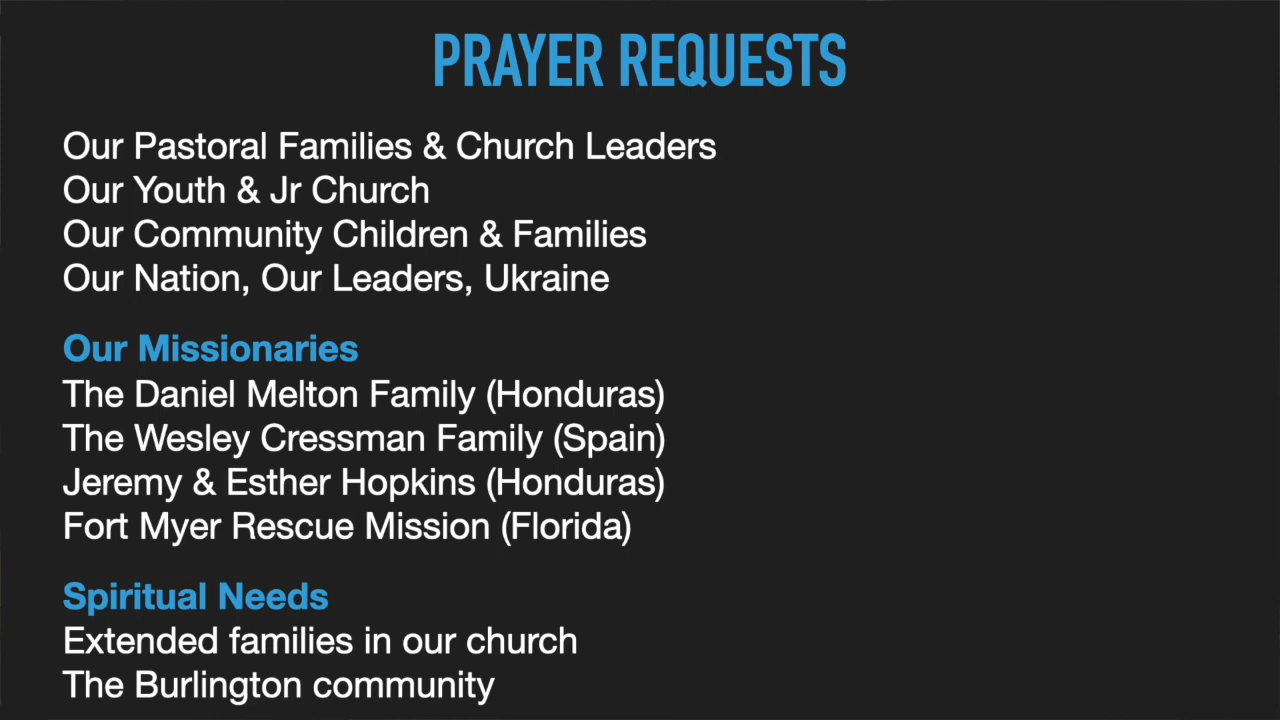 PRAYER REQUESTS
Our Pastoral Families & Church Leaders
Our Youth & Jr Church
Our Community Children & Families
Our Nation, Our Leaders, Ukraine
Our Missionaries
The Daniel Melton Family (Honduras)
The Wesley Cressman Family (Spain)
Jeremy & Esther Hopkins (Honduras)
Fort Myer Rescue Mission (Florida)
Spiritual Needs
Extended families in our church
The Burlington community